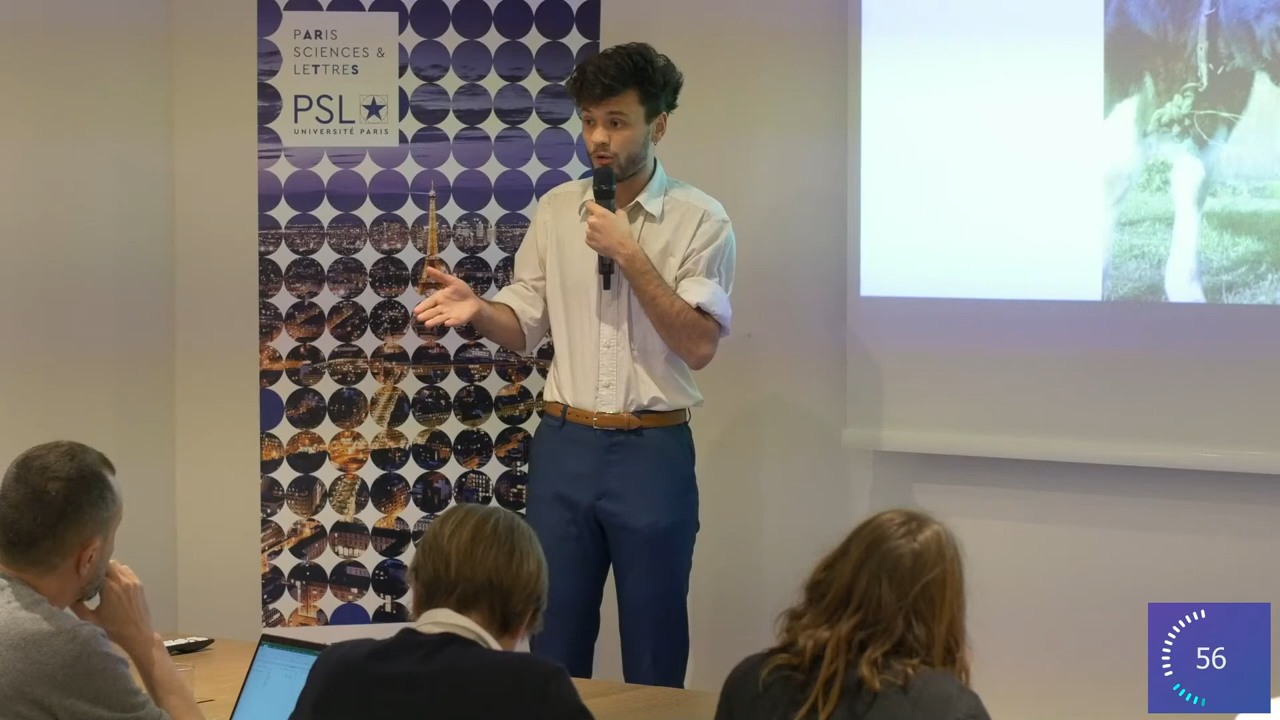 PARIS
SCIENCES &
LETTRES
PSL
UNIVERSITÉ PARIS
56